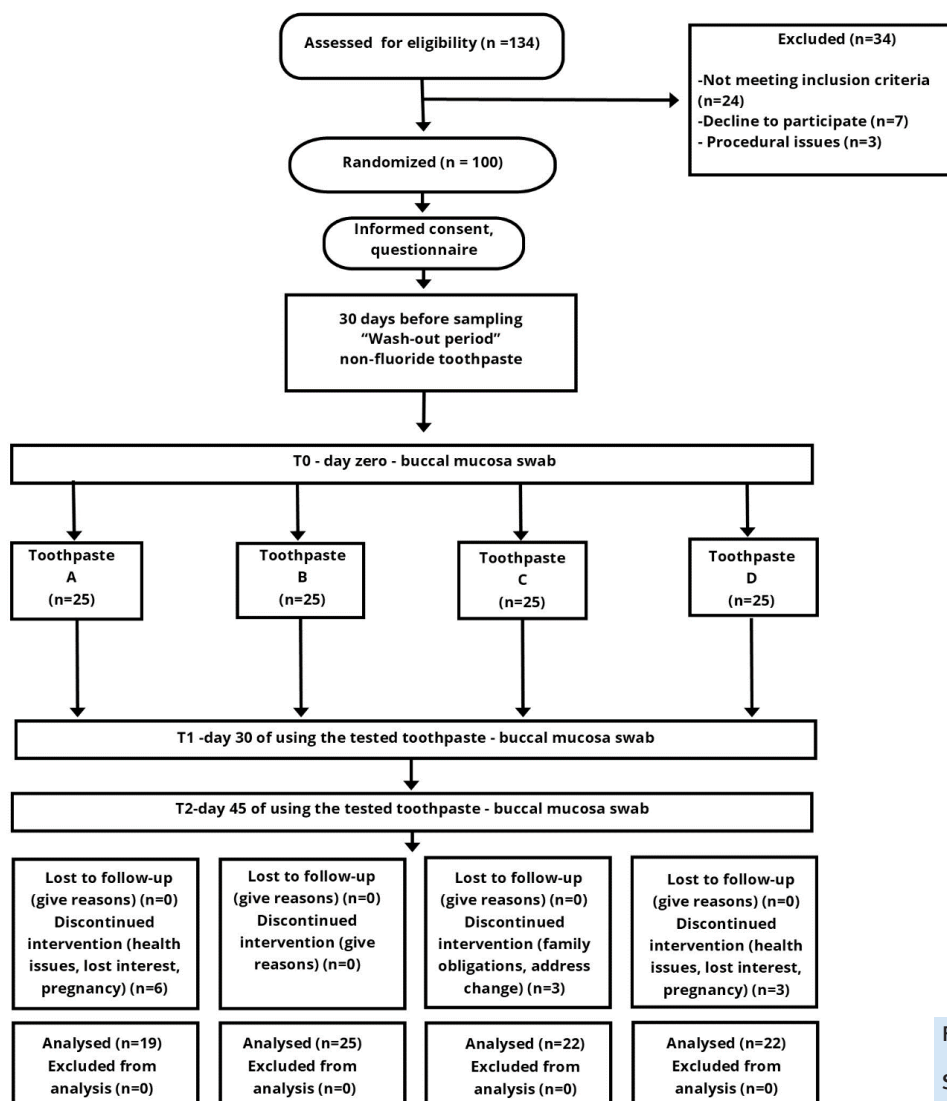 Assessed for eligibility (n =134)
Excluded (n=34)
-Not meeting inclusion criteria
(n=24)
-Decline to participate (n=7)
- Procedural issues (n=3)
Randomized (n = 100)
Informed consent,
questionnaire
30 days before sampling
“Wash-out period”
non-fluoride toothpaste
T0 - day zero - buccal mucosa swab
Toothpaste
A
(n=25)
Toothpaste
B
(n=25)
Toothpaste
C
(n=25)
Toothpaste
D
(n=25)
T1 -day 30 of using the tested toothpaste - buccal mucosa swab
T2-day 45 of using the tested toothpaste - buccal mucosa swab
Lost to follow-up
(give reasons) (n=0)
Discontinued
intervention (health
issues, lost interest,
pregnancy) (n=6)
Lost to follow-up
(give reasons) (n=0)
Discontinued
intervention (give
reasons) (n=0)
Lost to follow-up
(give reasons) (n=0)
Discontinued
intervention (family
obligations, address
change) (n=3)
Lost to follow-up
(give reasons) (n=0)
Discontinued
intervention (health
issues, lost interest,
pregnancy) (n=3)
Analysed (n=19)
Excluded from
analysis (n=0)
Analysed (n=25)
Excluded from
analysis (n=0)
Analysed (n=22)
Excluded from
analysis (n=0)
Analysed (n=22)
Excluded from
analysis (n=0)